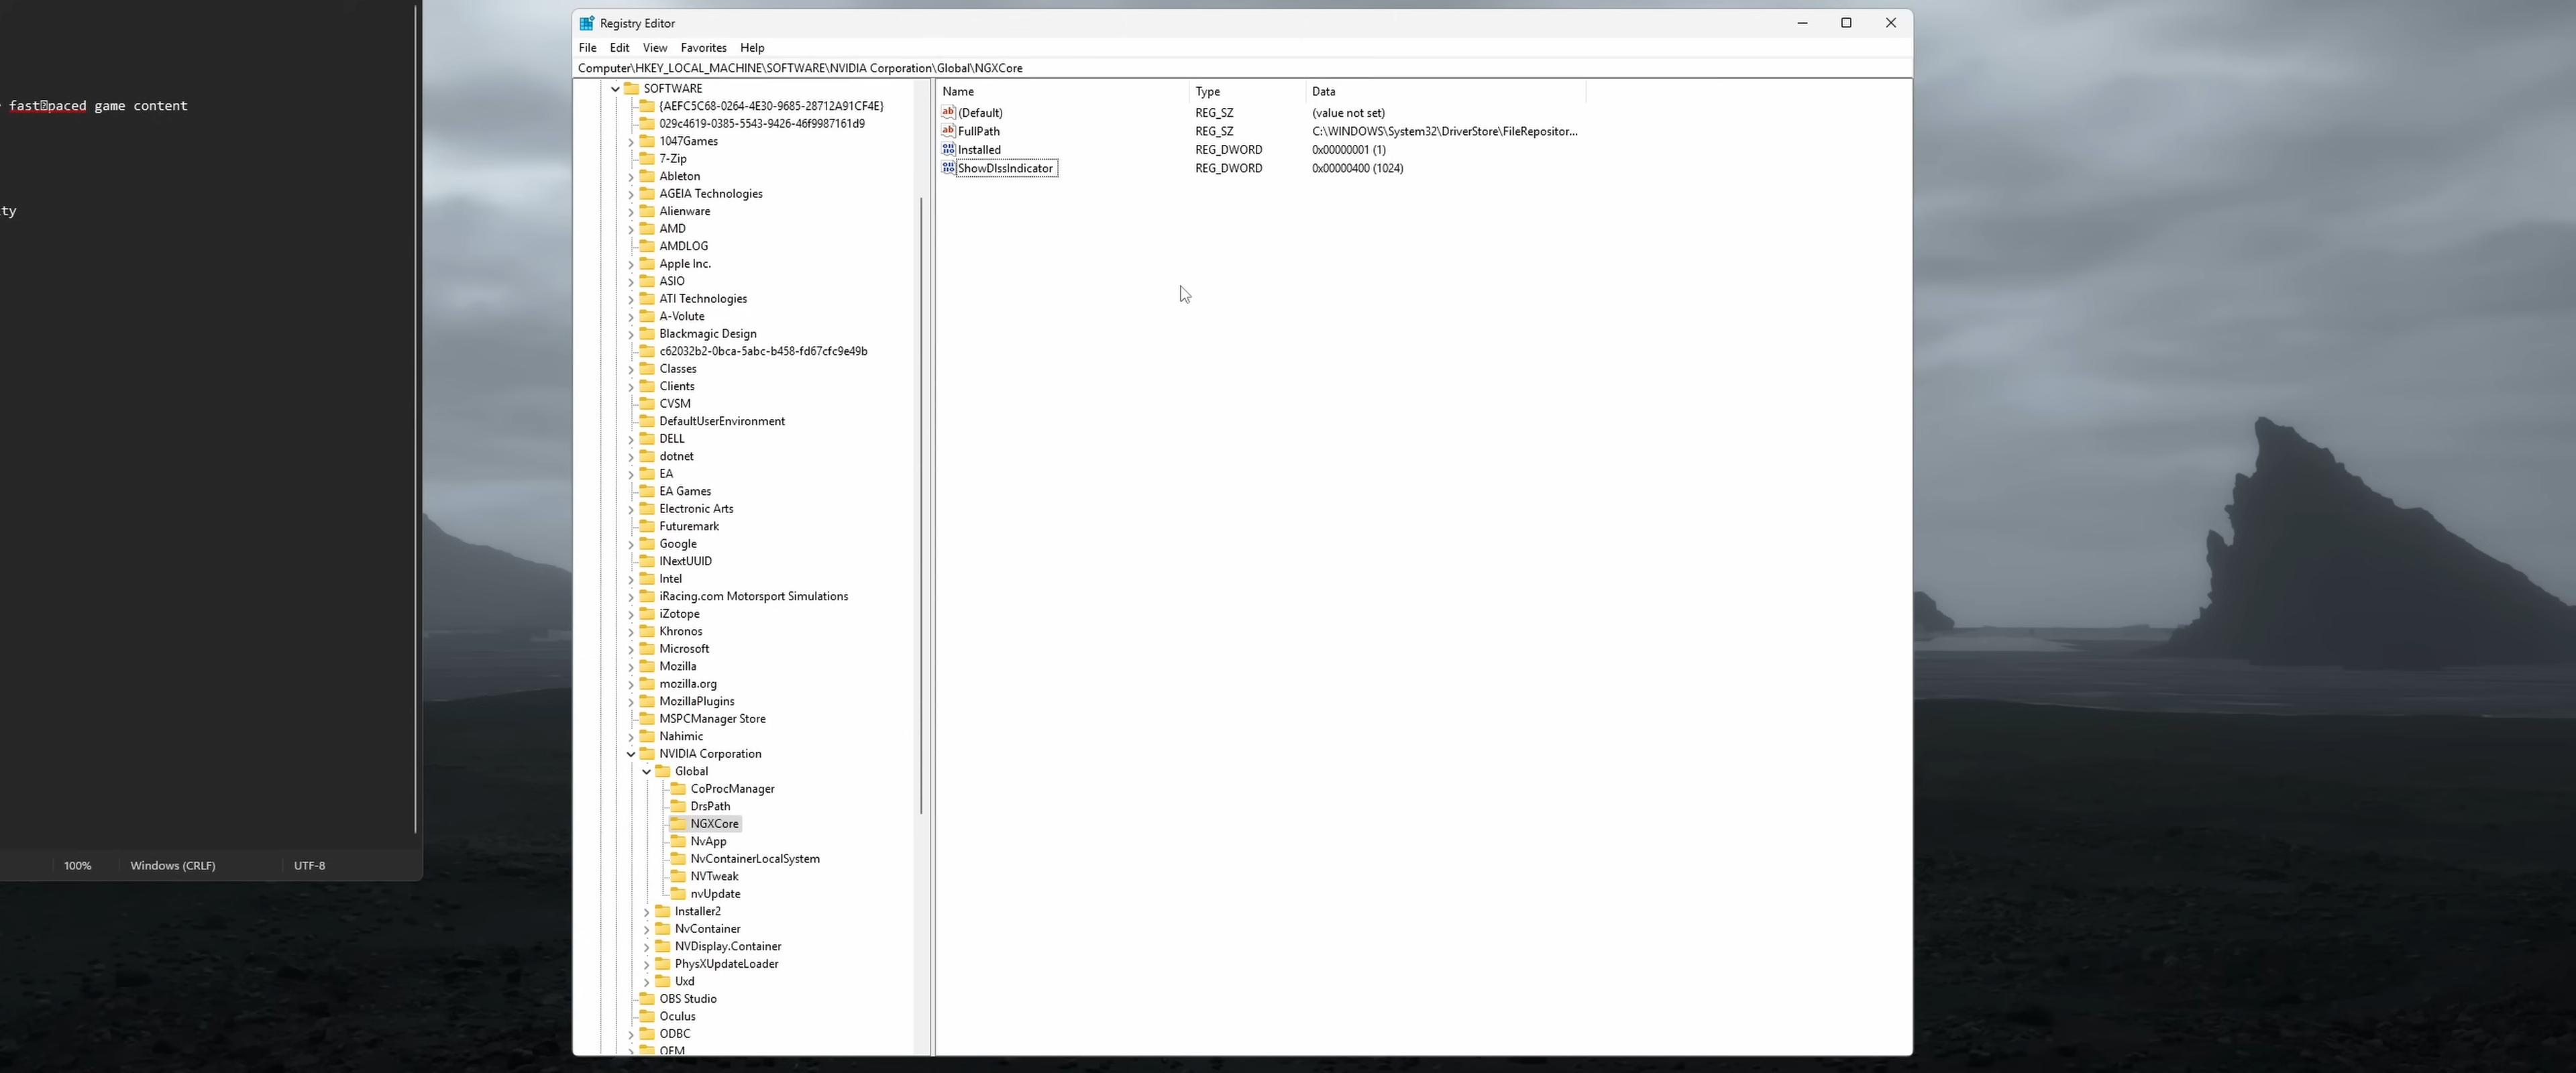 fast paced game content
ty
100%
Windows (CRLF)
UTF-8
Registry Editor
File Edit View Favorites Help
Computer\HKEY_LOCAL_MACHINE\SOFTWARE\NVIDIA Corporation\Global\NGXCore
SOFTWARE
{AEFC5C68-0264-4E30-9685-28712A91CF4E}
029c4619-0385-5543-9426-46f9987161d9
1047Games
7-Zip
Ableton
AGEIA Technologies
Alienware
AMD
AMDLOG
Apple Inc.
ASIO
ATI Technologies
A-Volute
Blackmagic Design
c62032b2-0bca-5abc-b458-fd67cfc9e49b
Classes
Clients
CVSM
DefaultUserEnvironment
DELL
dotnet
EA
EA Games
Electronic Arts
Futuremark
Google
INextUUID
Intel
iRacing.com Motorsport Simulations
iZotope
Khronos
Microsoft
Mozilla
mozilla.org
MozillaPlugins
MSPCManager Store
Nahimic
NVIDIA Corporation
Global
CoProcManager
DrsPath
NGXCore
NvApp
NvContainerLocalSystem
NVTweak
nvUpdate
Installer2
NvContainer
NVDisplay.Container
PhysXUpdateLoader
Uxd
OBS Studio
Oculus
ODBC
OEM
Name Type Data
(Default) REG_SZ (value not set)
FullPath REG_SZ C:\WINDOWS\System32\DriverStore\FileRepositor...
Installed REG_DWORD 0x00000001 (1)
ShowDlssIndicator REG_DWORD 0x00000400 (1024)